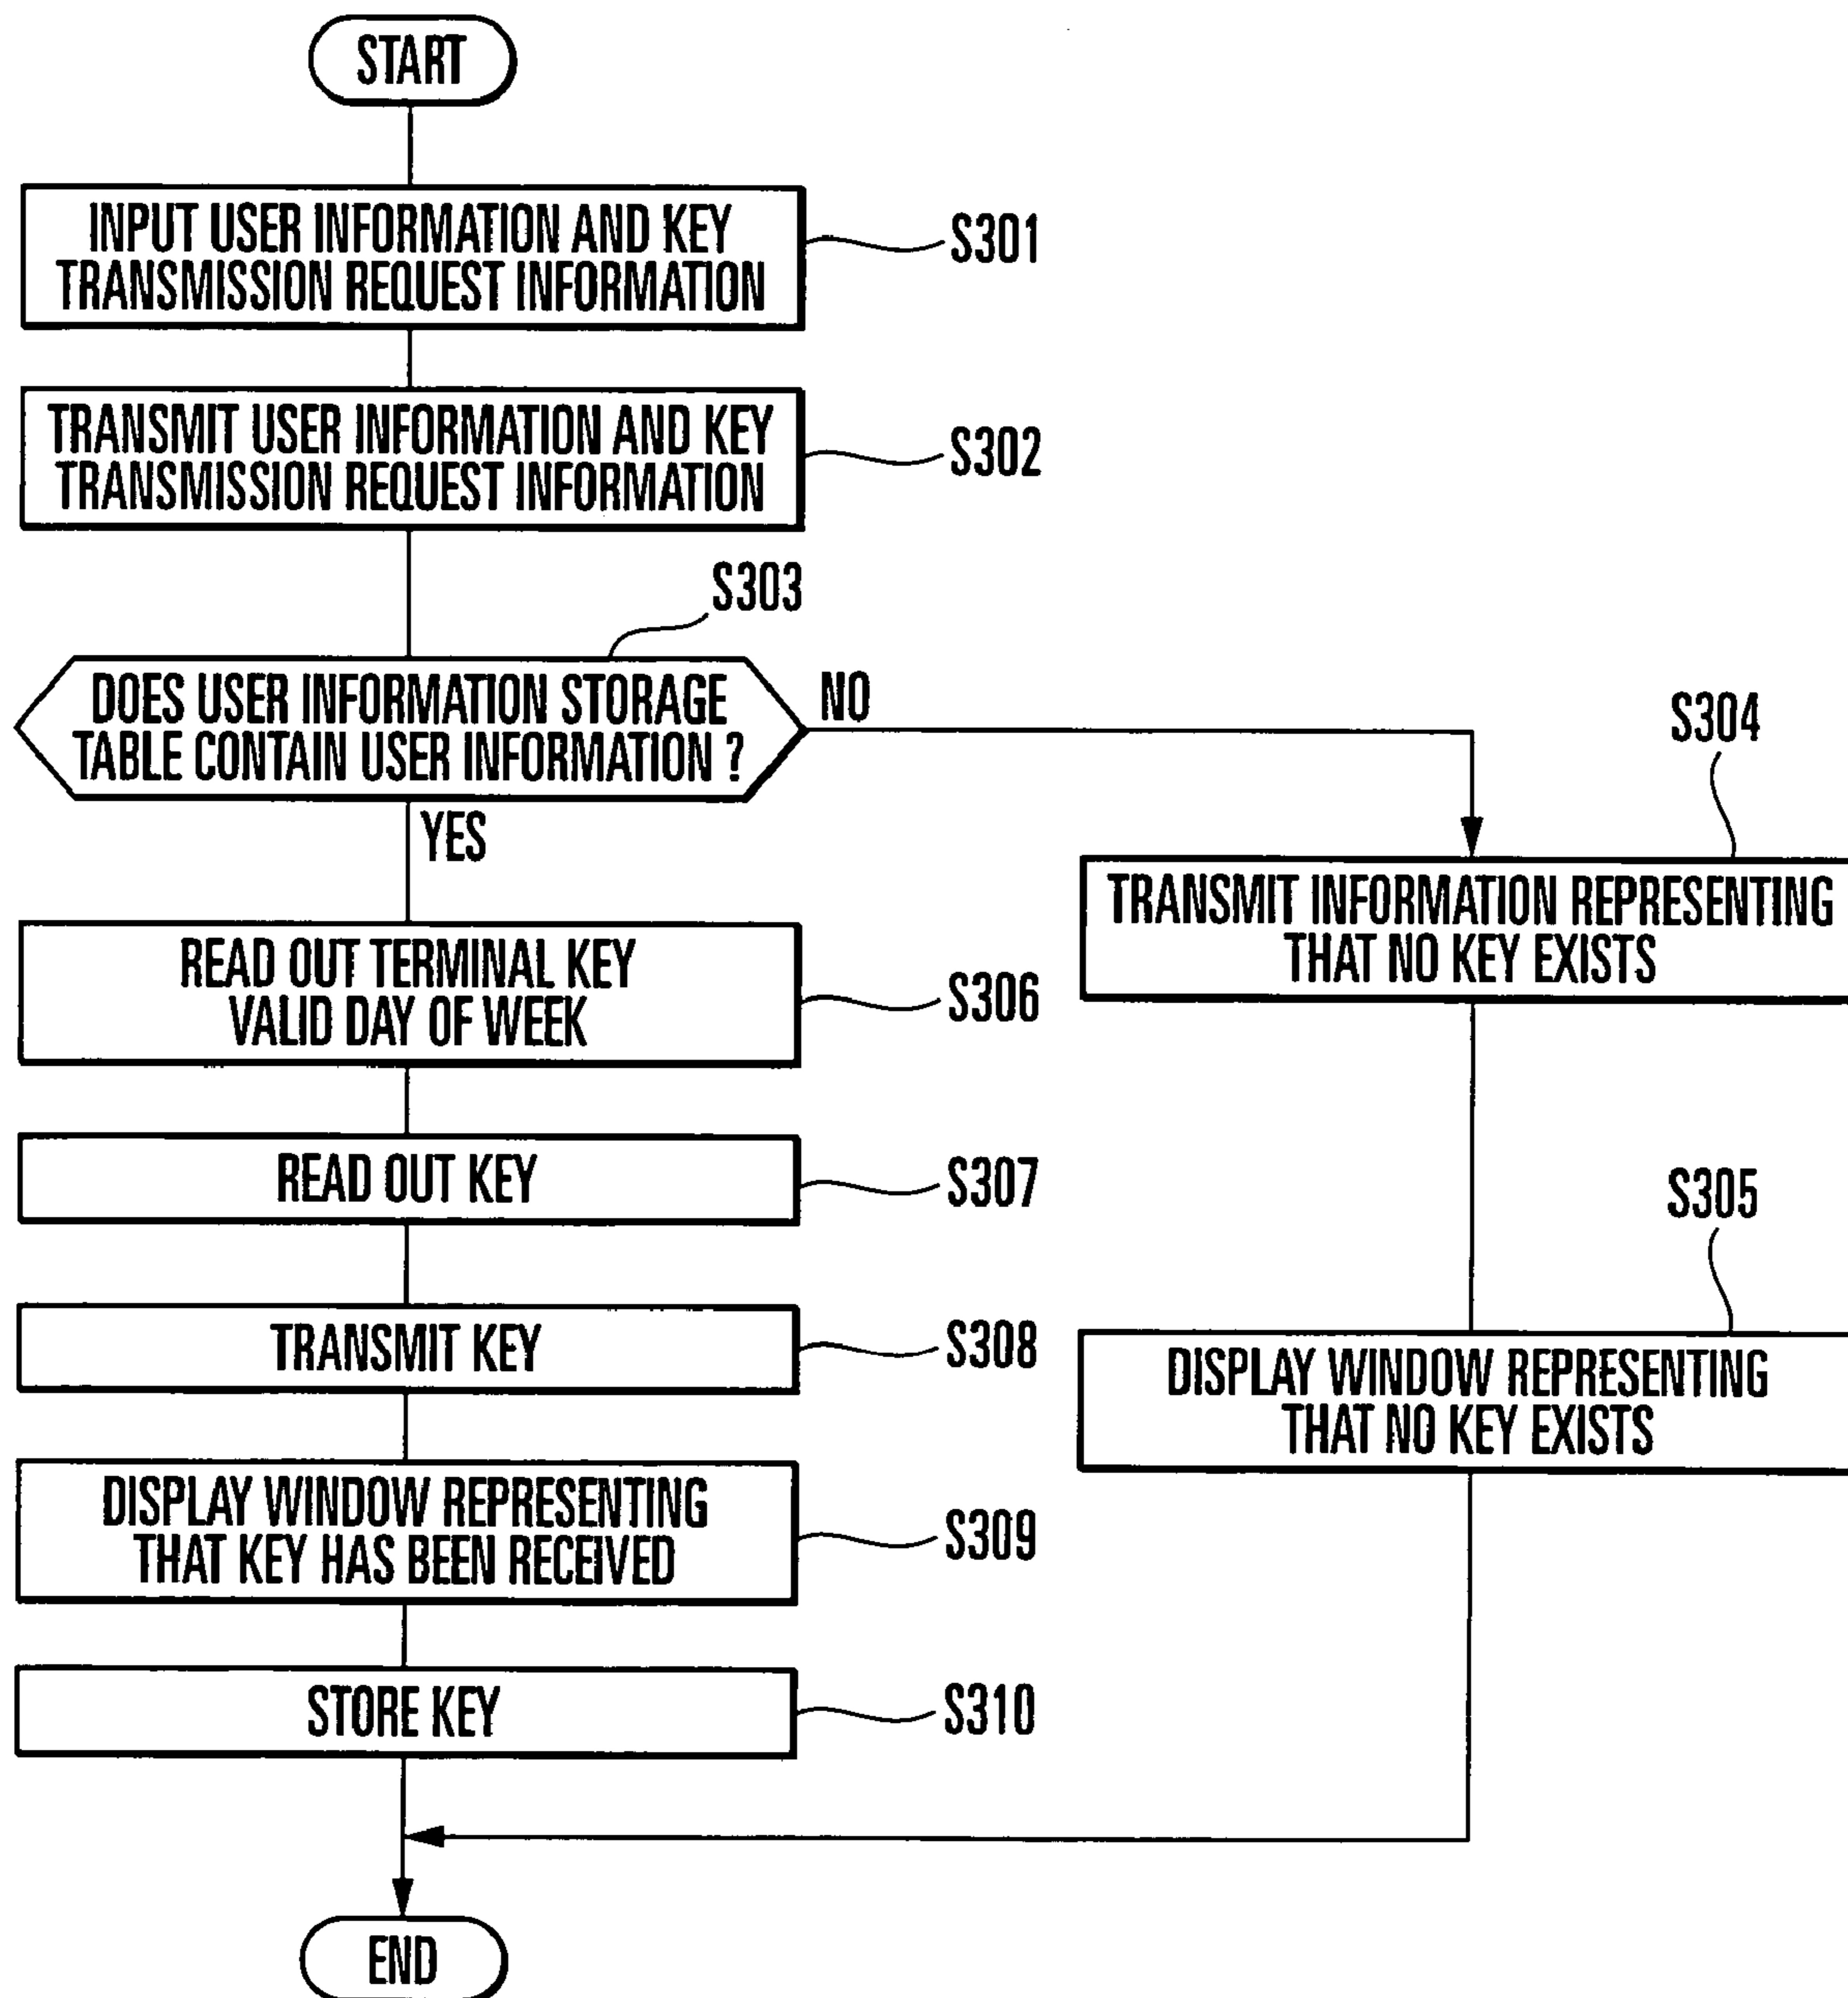 START
INPUT USER INFORMATION AND KEY
TRANSMISSION REQUEST INFORMATION
S301
TRANSMIT USER INFORMATION AND KEY
TRANSMISSION REQUEST INFORMATION
S302
S303
DOES USER INFORMATION STORAGE
TABLE CONTAIN USER INFORMATION ?
NO
YES
S304
TRANSMIT INFORMATION REPRESENTING
THAT NO KEY EXISTS
READ OUT TERMINAL KEY
VALID DAY OF WEEK
S306
READ OUT KEY
S307
S305
DISPLAY WINDOW REPRESENTING
THAT NO KEY EXISTS
TRANSMIT KEY
S308
DISPLAY WINDOW REPRESENTING
THAT KEY HAS BEEN RECEIVED
S309
STORE KEY
S310
END